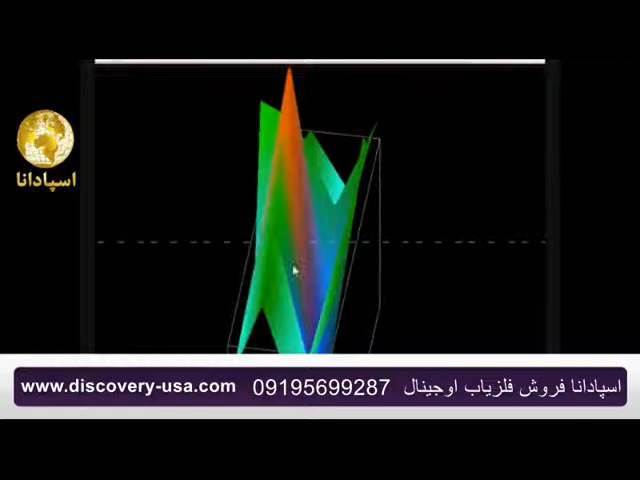 اسپادانا
اسپادانا فروش فلزیاب اوجینال 09195699287 www.discovery-usa.com